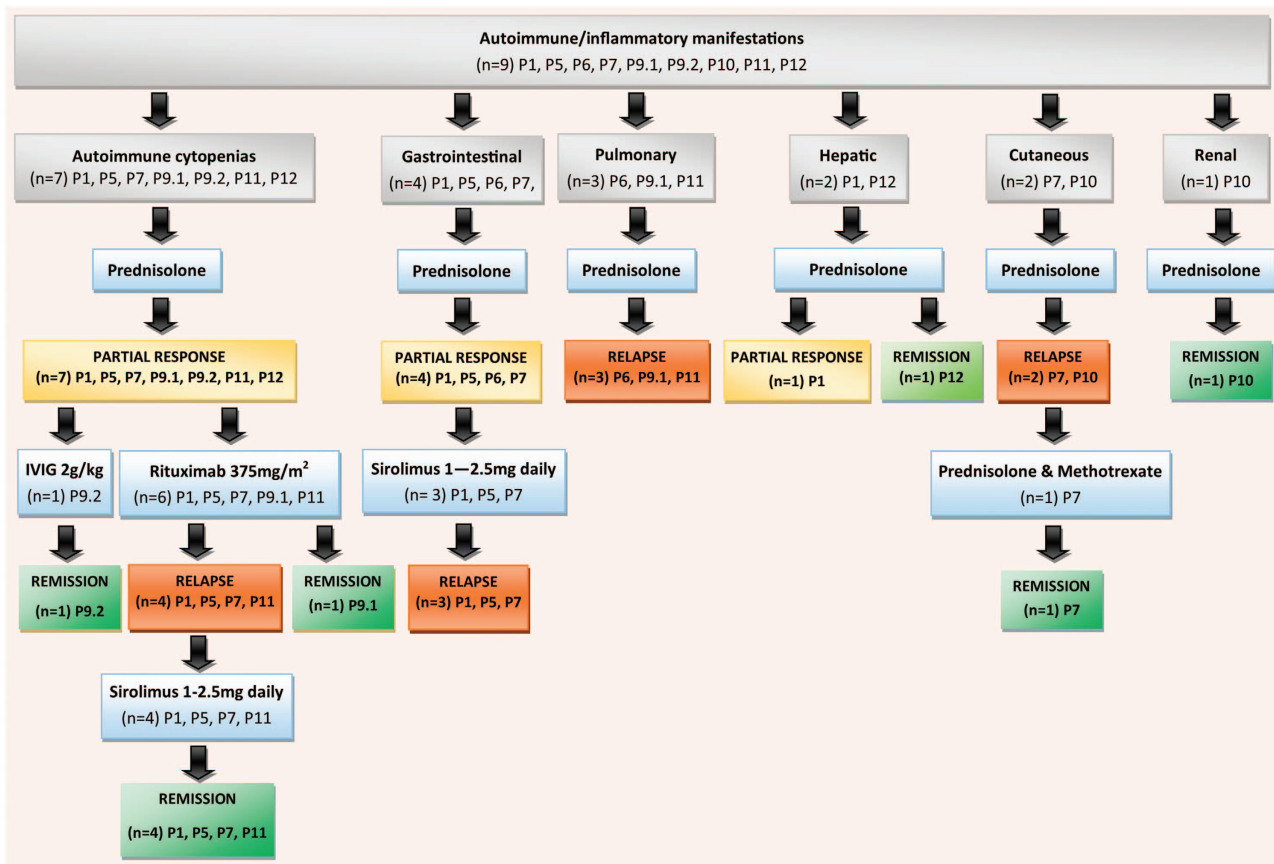 Autoimmune/inflammatory manifestations
(n=9) P1, P5, P6, P7, P9.1, P9.2, P10, P11, P12
Autoimmune cytopenias
(n=7) P1, P5, P7, P9.1, P9.2, P11, P12
Gastrointestinal
(n=4) P1, P5, P6, P7,
Pulmonary
(n=3) P6, P9.1, P11
Hepatic
(n=2) P1, P12
Cutaneous
(n=2) P7, P10
Renal
(n=1) P10
Prednisolone
Prednisolone
Prednisolone
Prednisolone
Prednisolone
Prednisolone
PARTIAL RESPONSE
(n=7) P1, P5, P7, P9.1, P9.2, P11, P12
PARTIAL RESPONSE
(n=4) P1, P5, P6, P7
RELAPSE
(n=3) P6, P9.1, P11
PARTIAL RESPONSE
(n=1) P1
REMISSION
(n=1) P12
RELAPSE
(n=2) P7, P10
REMISSION
(n=1) P10
IVIG 2g/kg
(n=1) P9.2
Rituximab 375mg/m²
(n=6) P1, P5, P7, P9.1, P11
Sirolimus 1—2.5mg daily
(n= 3) P1, P5, P7
Prednisolone & Methotrexate
(n=1) P7
REMISSION
(n=1) P9.2
RELAPSE
(n=4) P1, P5, P7, P11
REMISSION
(n=1) P9.1
RELAPSE
(n=3) P1, P5, P7
REMISSION
(n=1) P7
Sirolimus 1-2.5mg daily
(n=4) P1, P5, P7, P11
REMISSION
(n=4) P1, P5, P7, P11